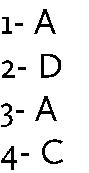 1- A
2- D
3- A
4- C